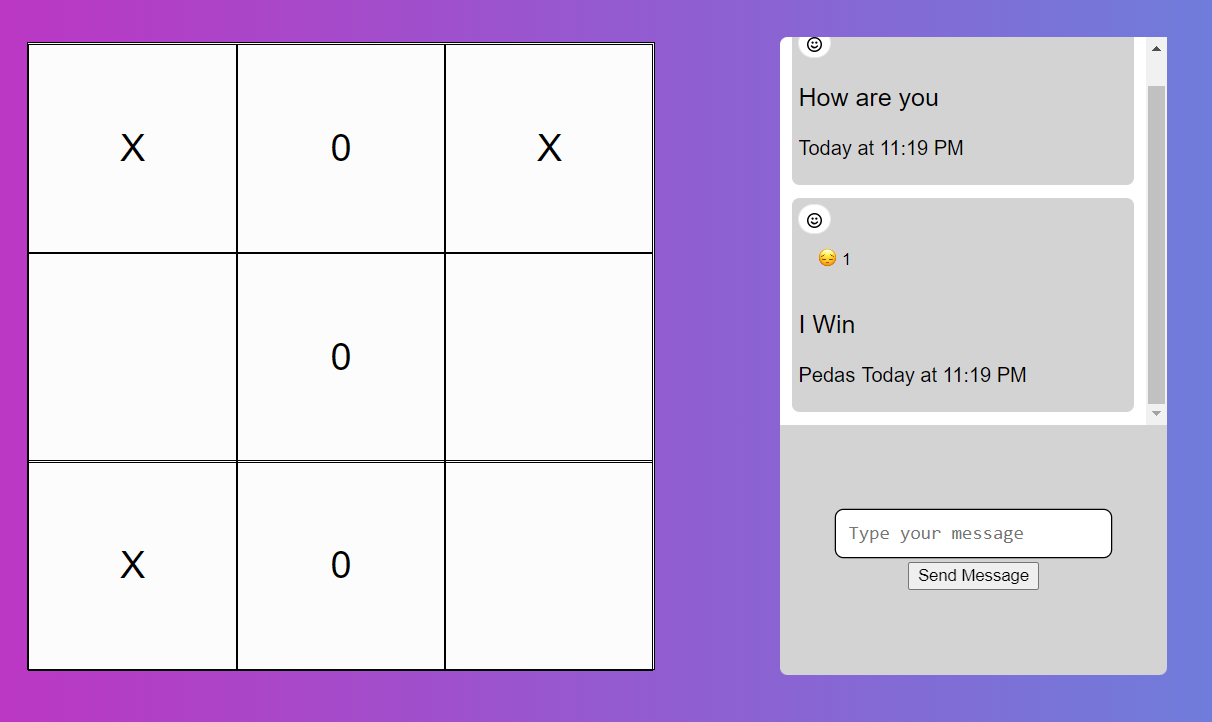 X 0 X
0
X 0
How are you
Today at 11:19 PM
😔 1
I Win
Pedas Today at 11:19 PM
Type your message
Send Message